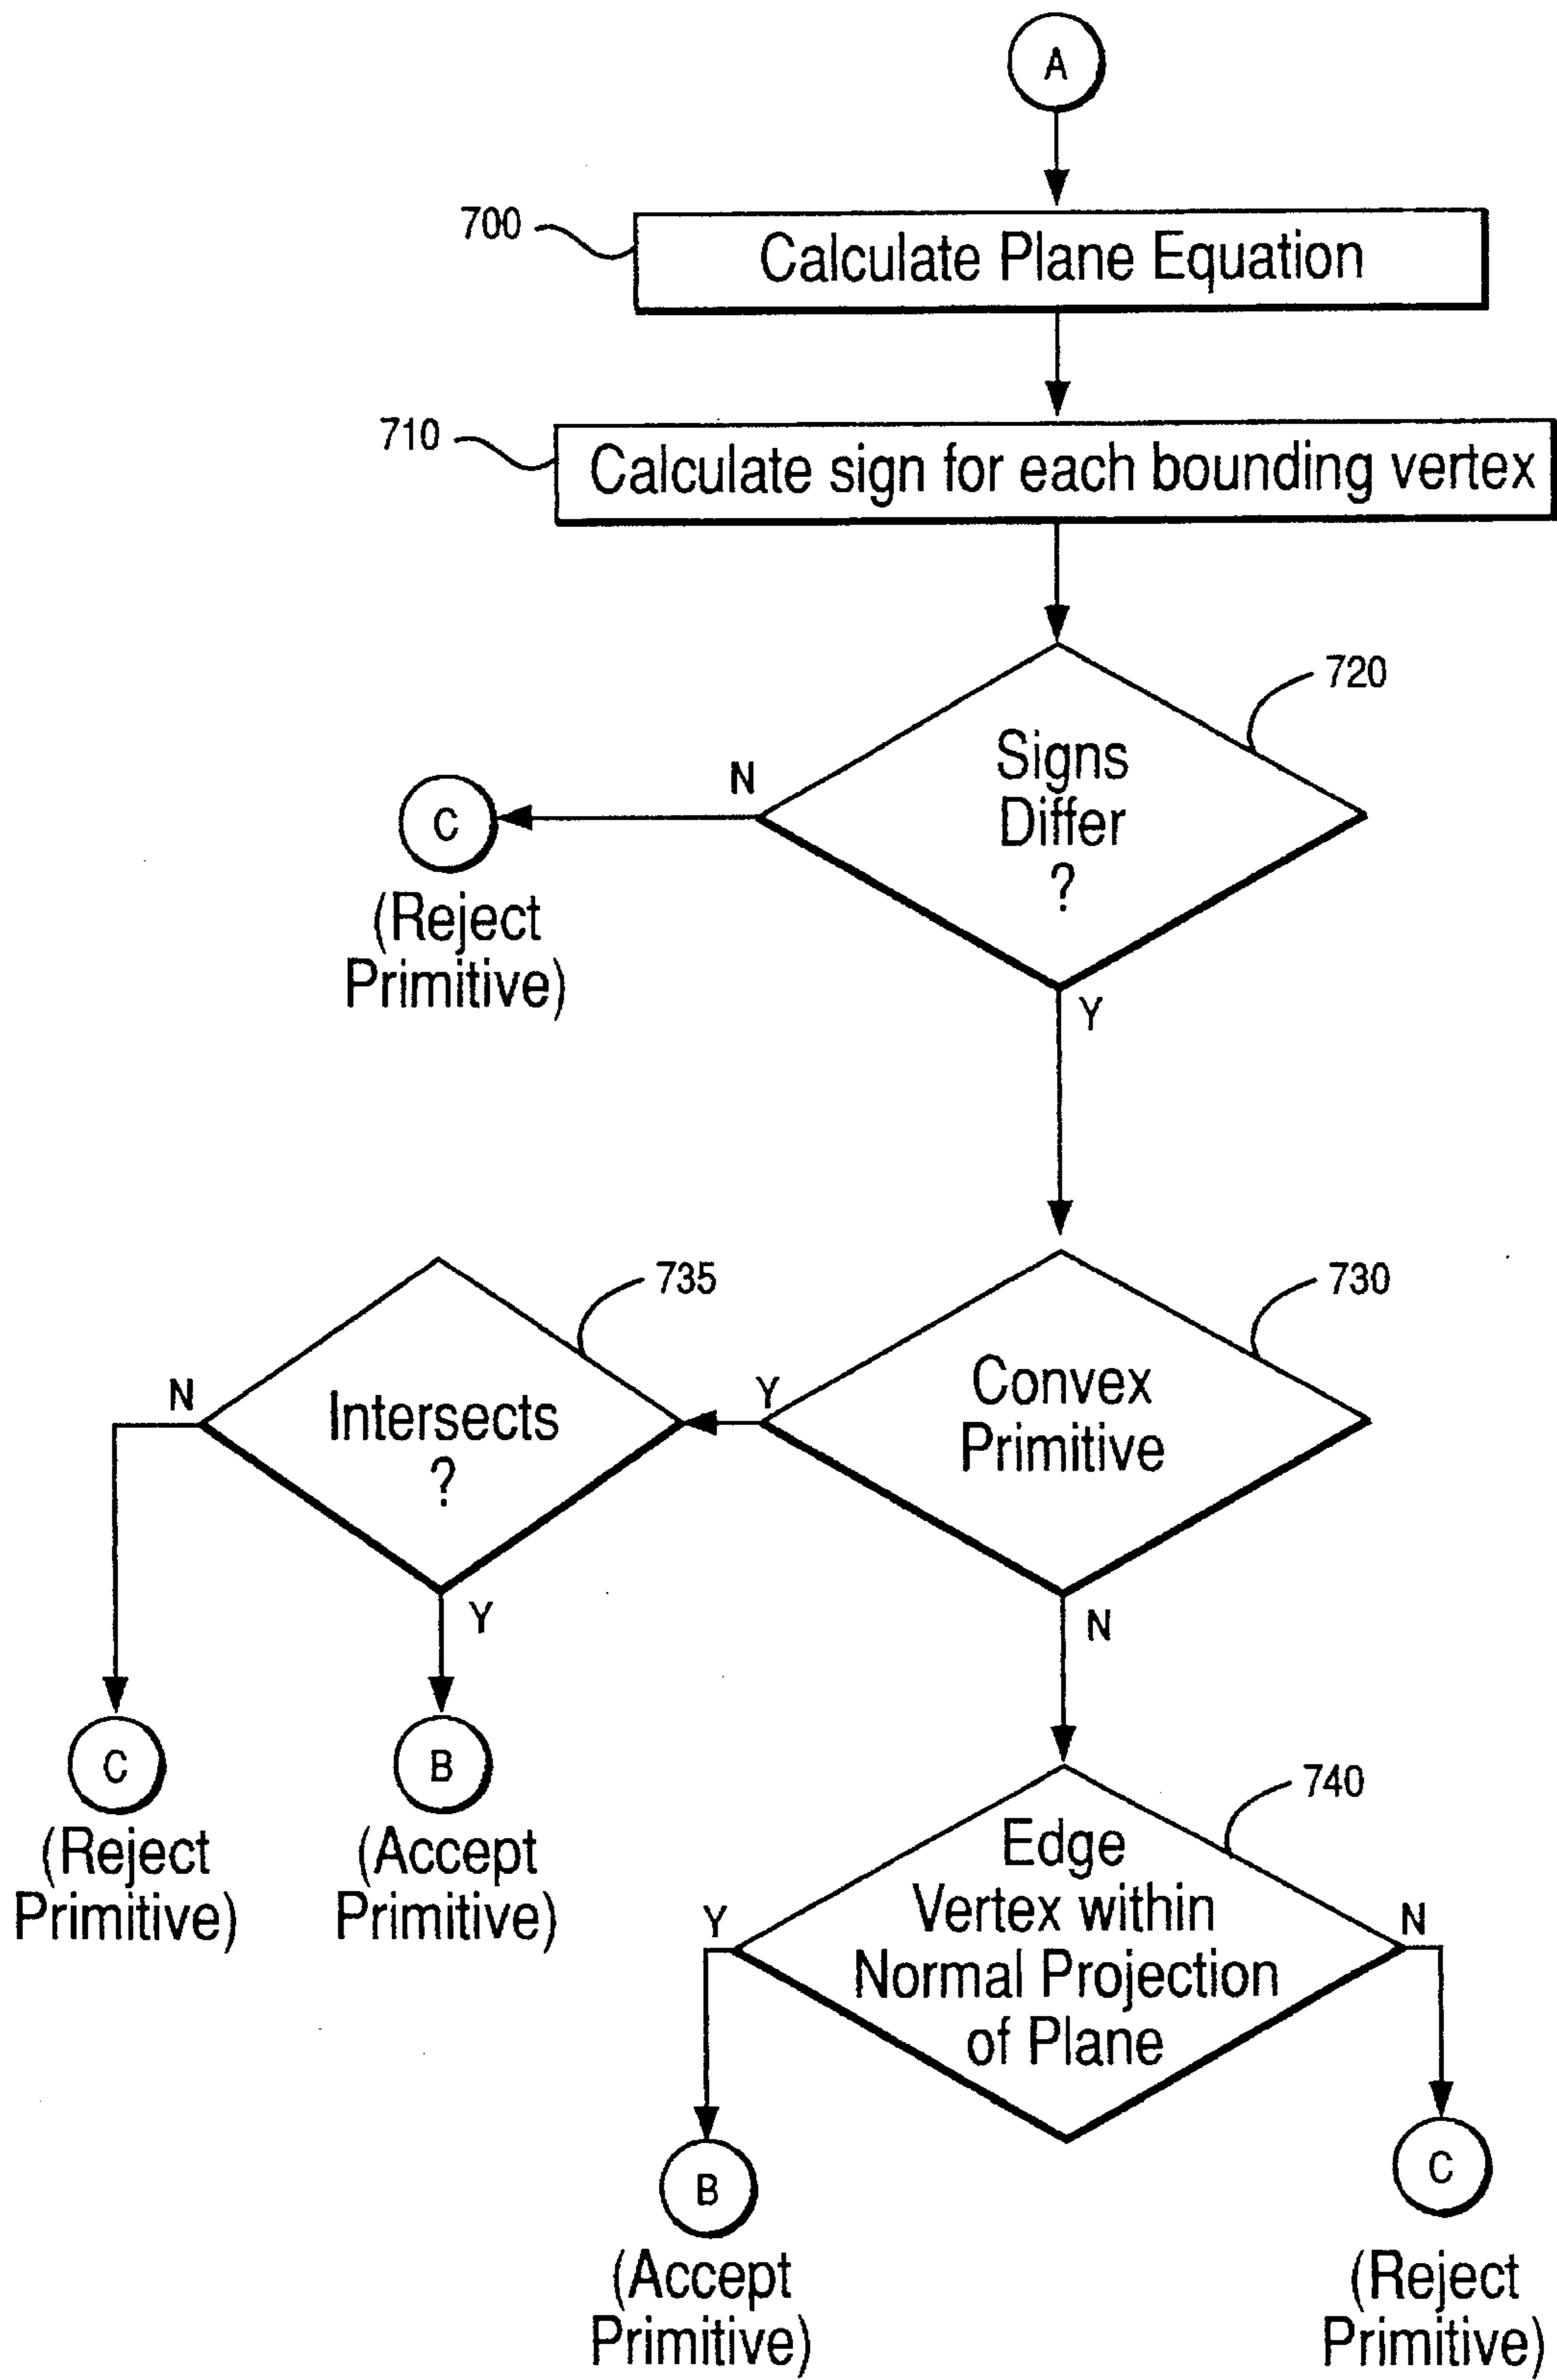 A
700
Calculate Plane Equation
710
Calculate sign for each bounding vertex
720
Signs
Differ
?
N
C
(Reject
Primitive)
Y
735
730
N
Intersects
?
Y
Convex
Primitive
Y
N
C
(Reject
Primitive)
B
(Accept
Primitive)
740
Edge
Vertex within
Normal Projection
of Plane
Y
N
B
(Accept
Primitive)
C
(Reject
Primitive)